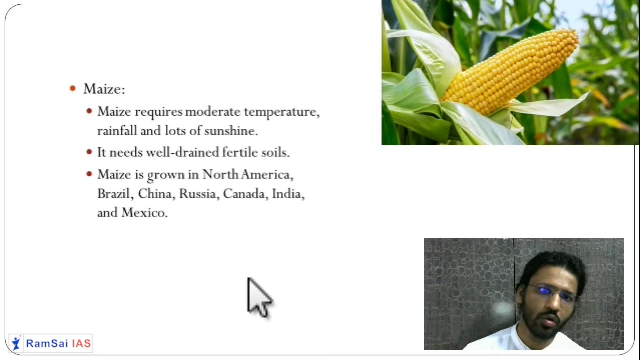 Maize:
Maize requires moderate temperature,
rainfall and lots of sunshine.
It needs well-drained fertile soils.
Maize is grown in North America,
Brazil, China, Russia, Canada, India,
and Mexico.
RamSai IAS